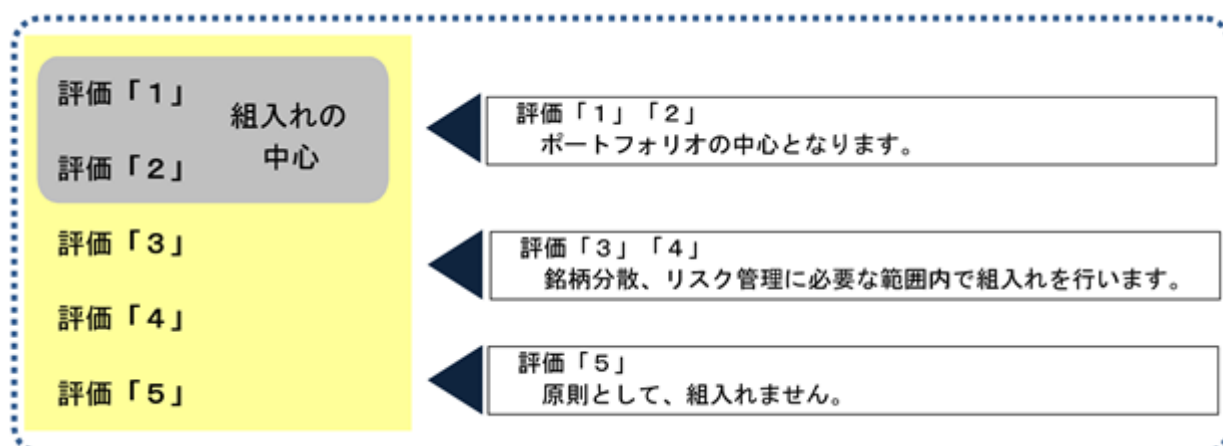 評価「１」
評価「２」
組入れの
中心
評価「３」
評価「４」
評価「５」
評価「１」「２」
ポートフォリオの中心となります。
評価「３」「４」
銘柄分散、リスク管理に必要な範囲内で組入れを行います。
評価「５」
原則として、組入れません。